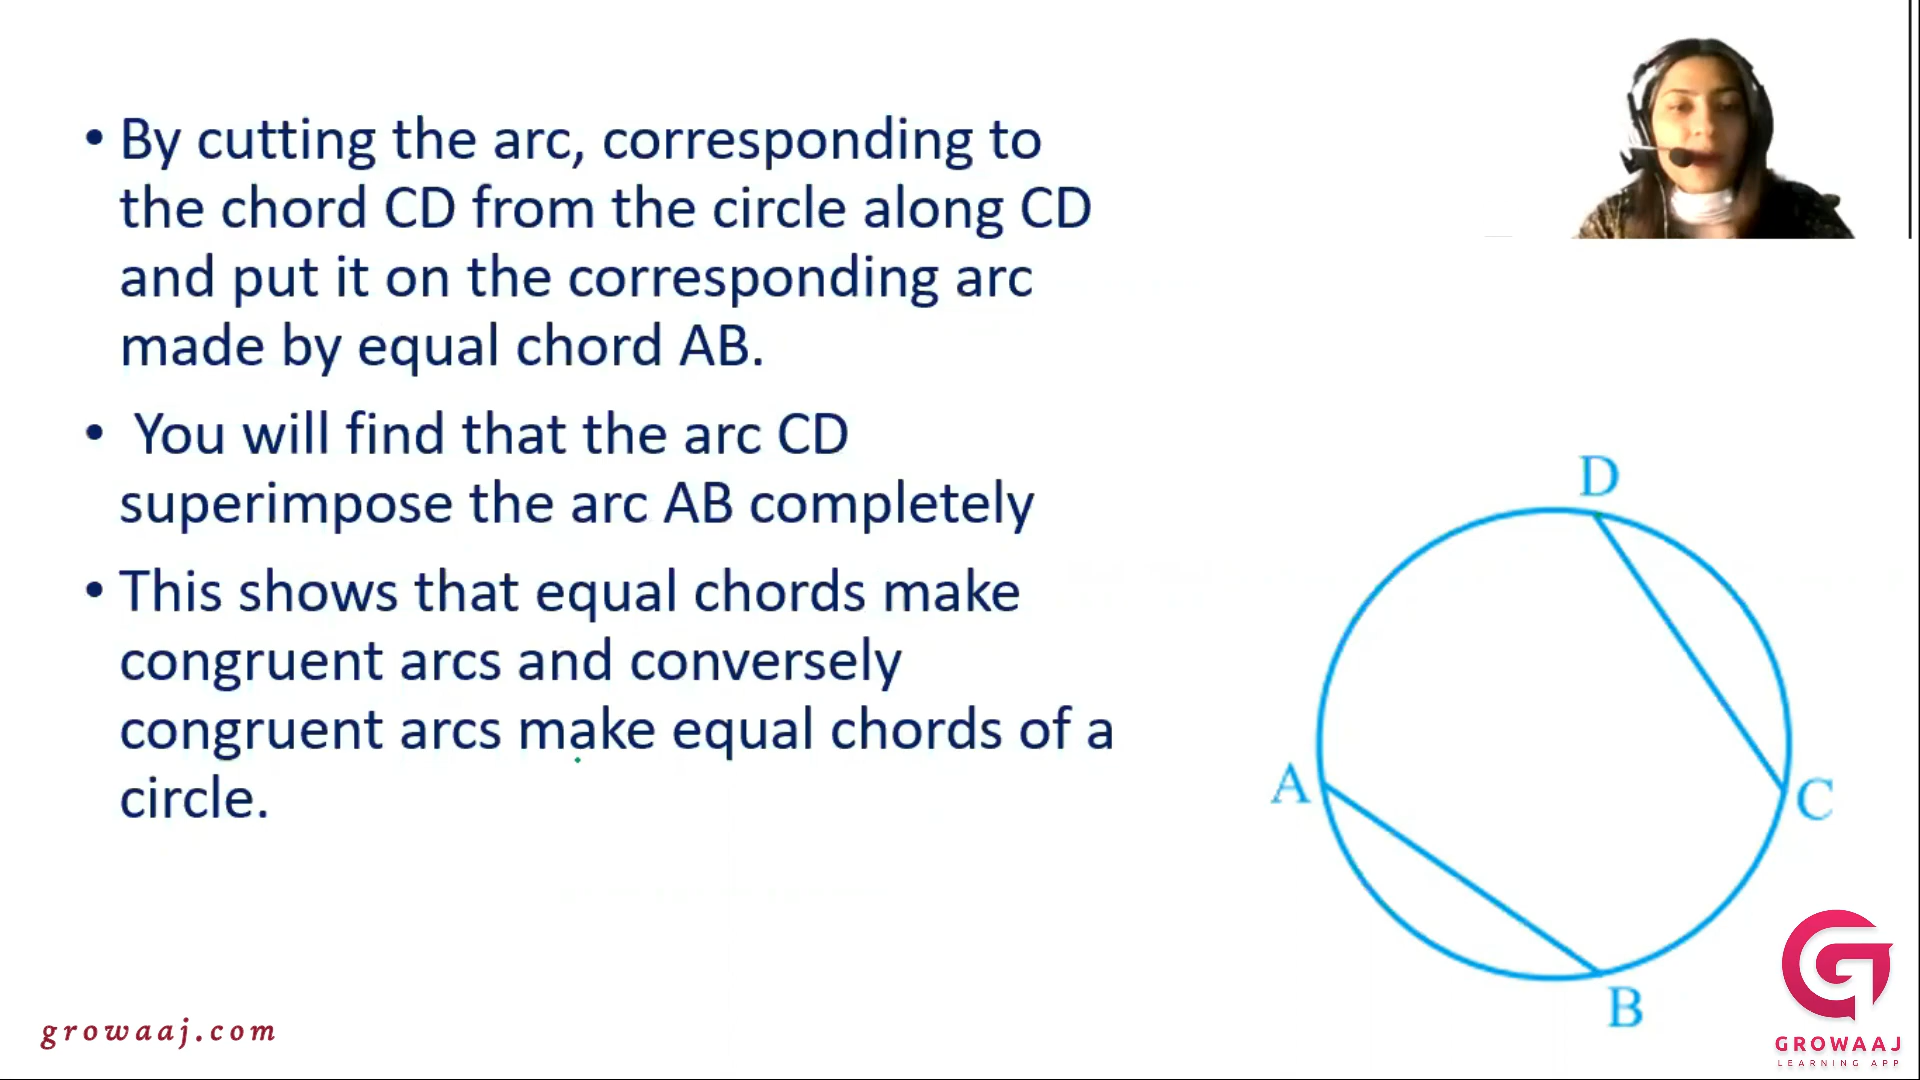 • By cutting the arc, corresponding to
the chord CD from the circle along CD
and put it on the corresponding arc
made by equal chord AB.
• You will find that the arc CD
superimpose the arc AB completely
• This shows that equal chords make
congruent arcs and conversely
congruent arcs make equal chords of a
circle.
D
A
C
B
growaaj.com
GROWAAJ
LEARNING APP